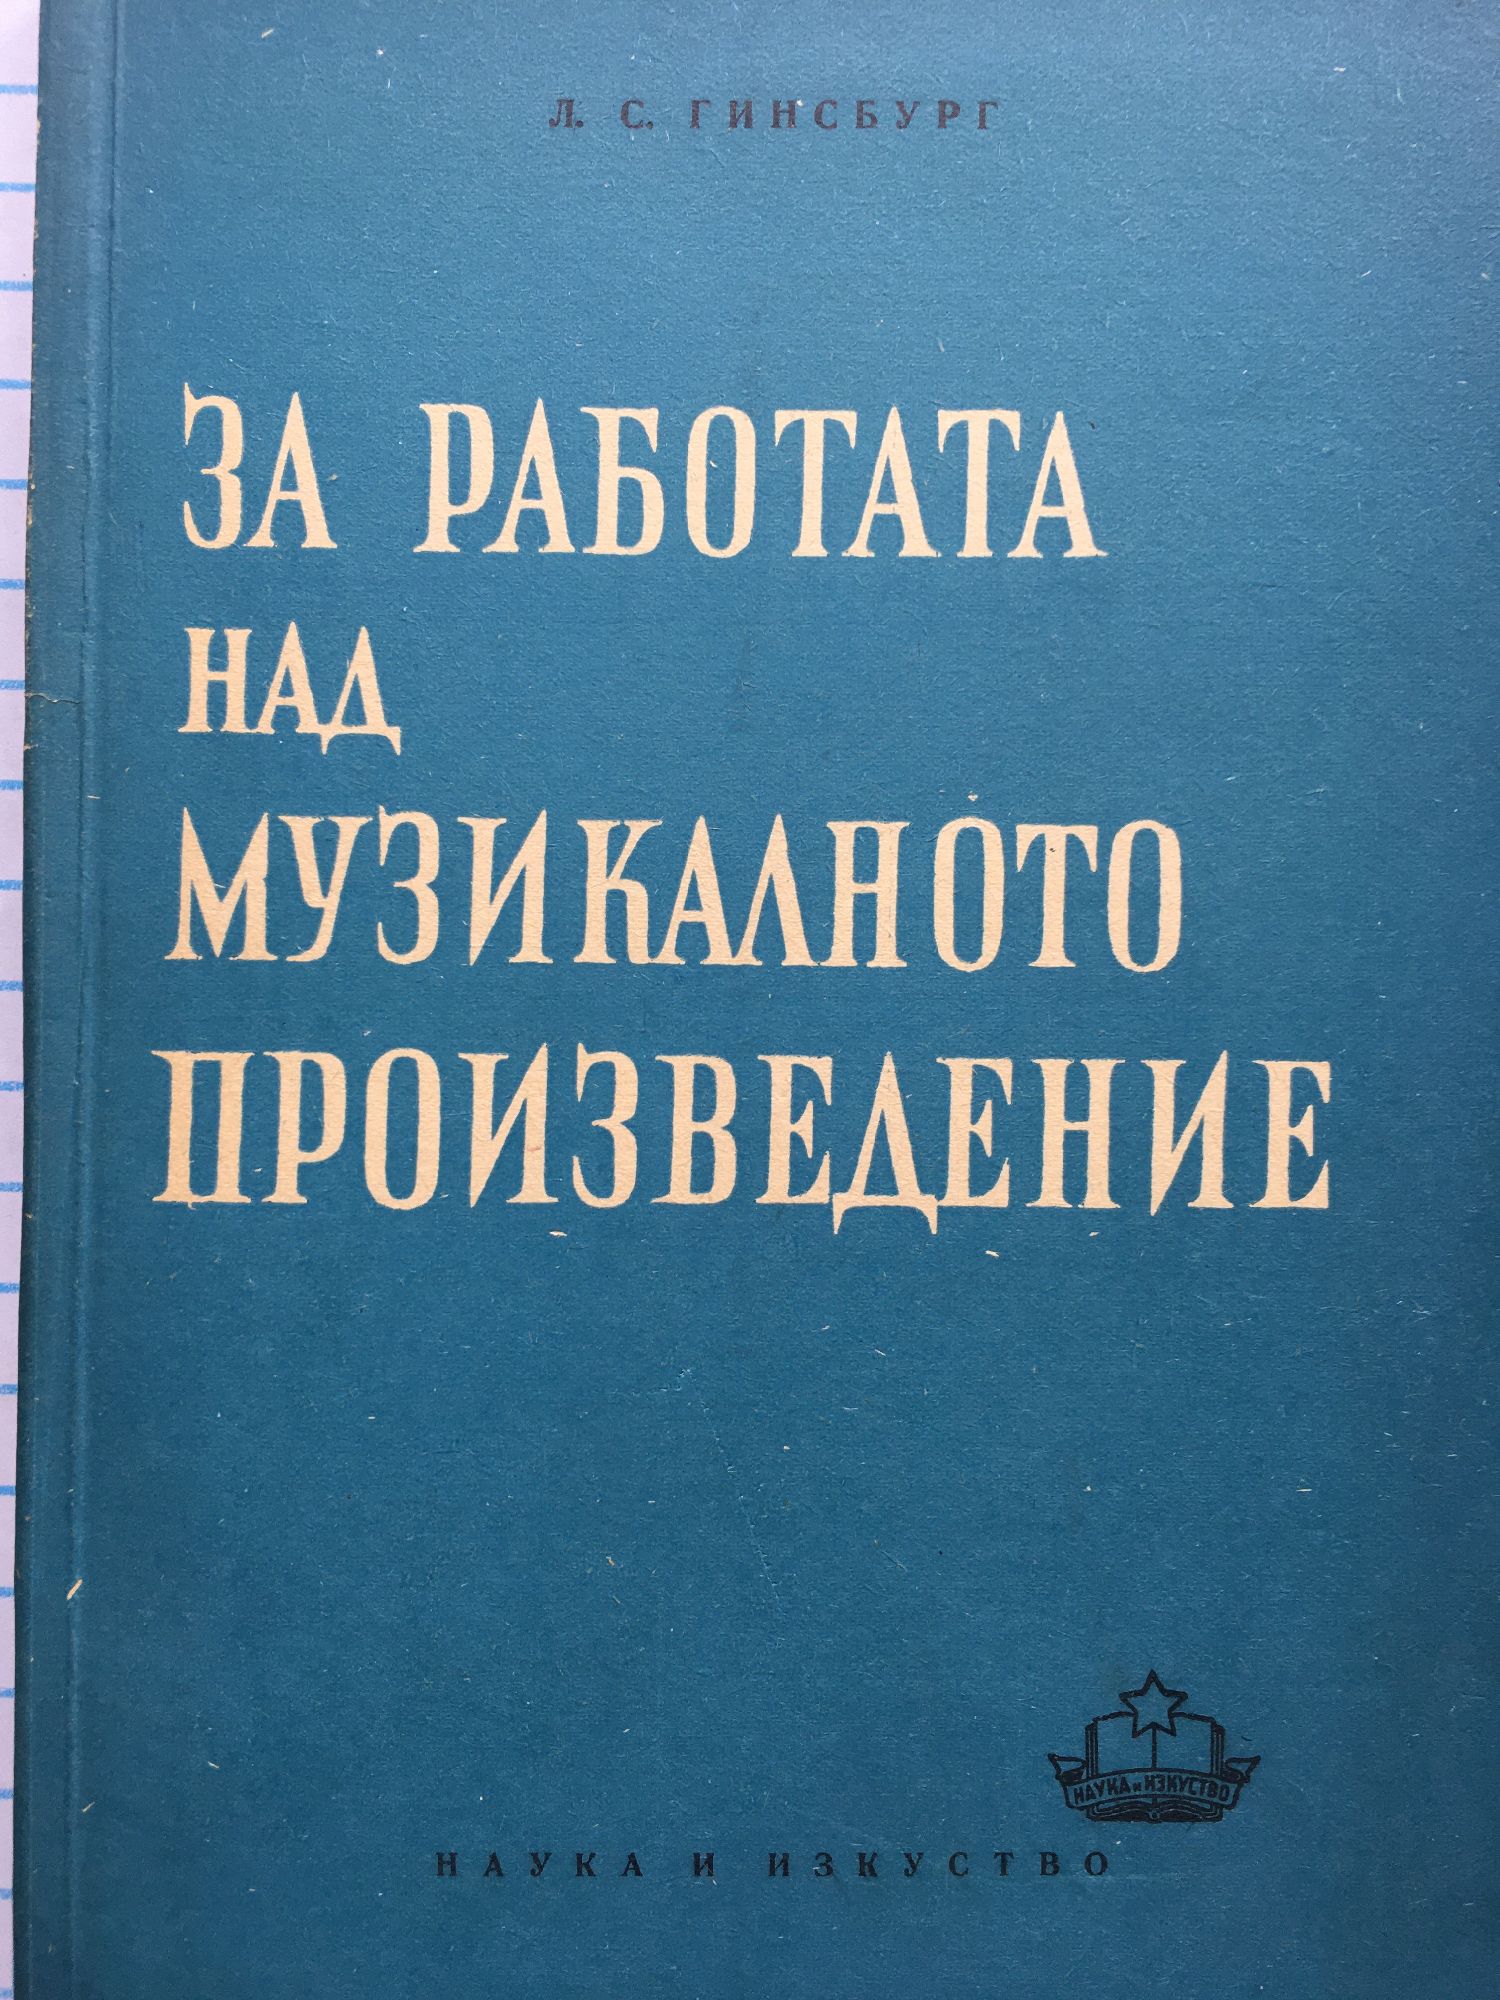 Л. С. ГИНСБУРГ
ЗА РАБОТАТА
НАД
МУЗИКАЛНОТО
ПРОИЗВЕДЕНИЕ
НАУКА И ИЗКУСТВО
НАУКА И ИЗКУСТВО